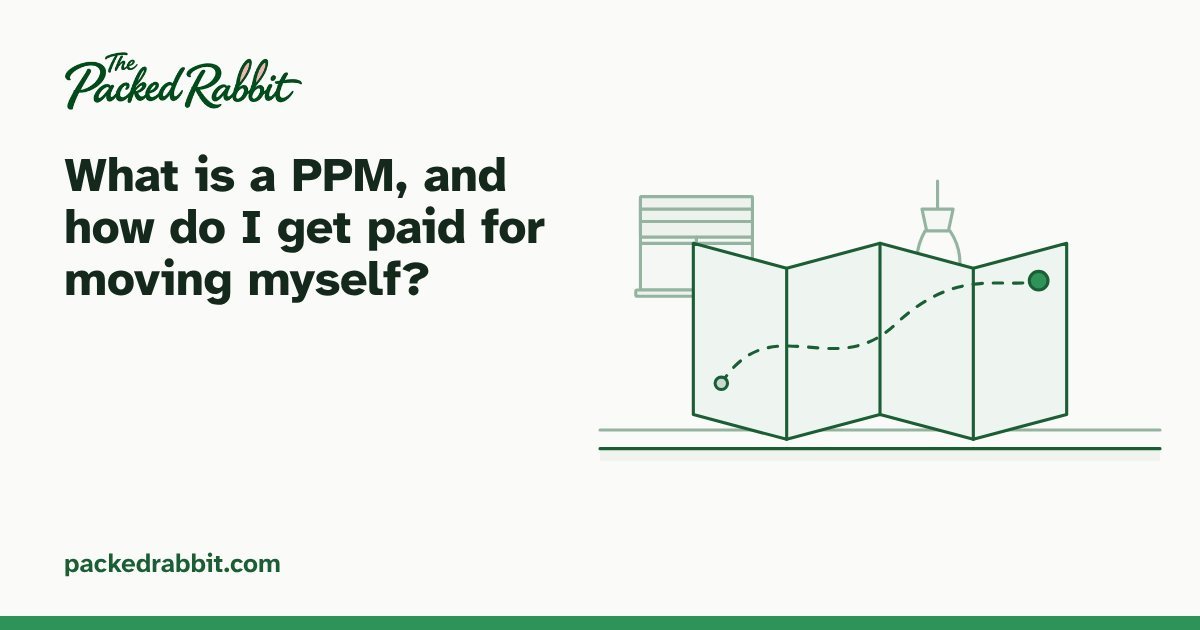 The
Packed Rabbit
What is a PPM, and
how do I get paid for
moving myself?
packedrabbit.com